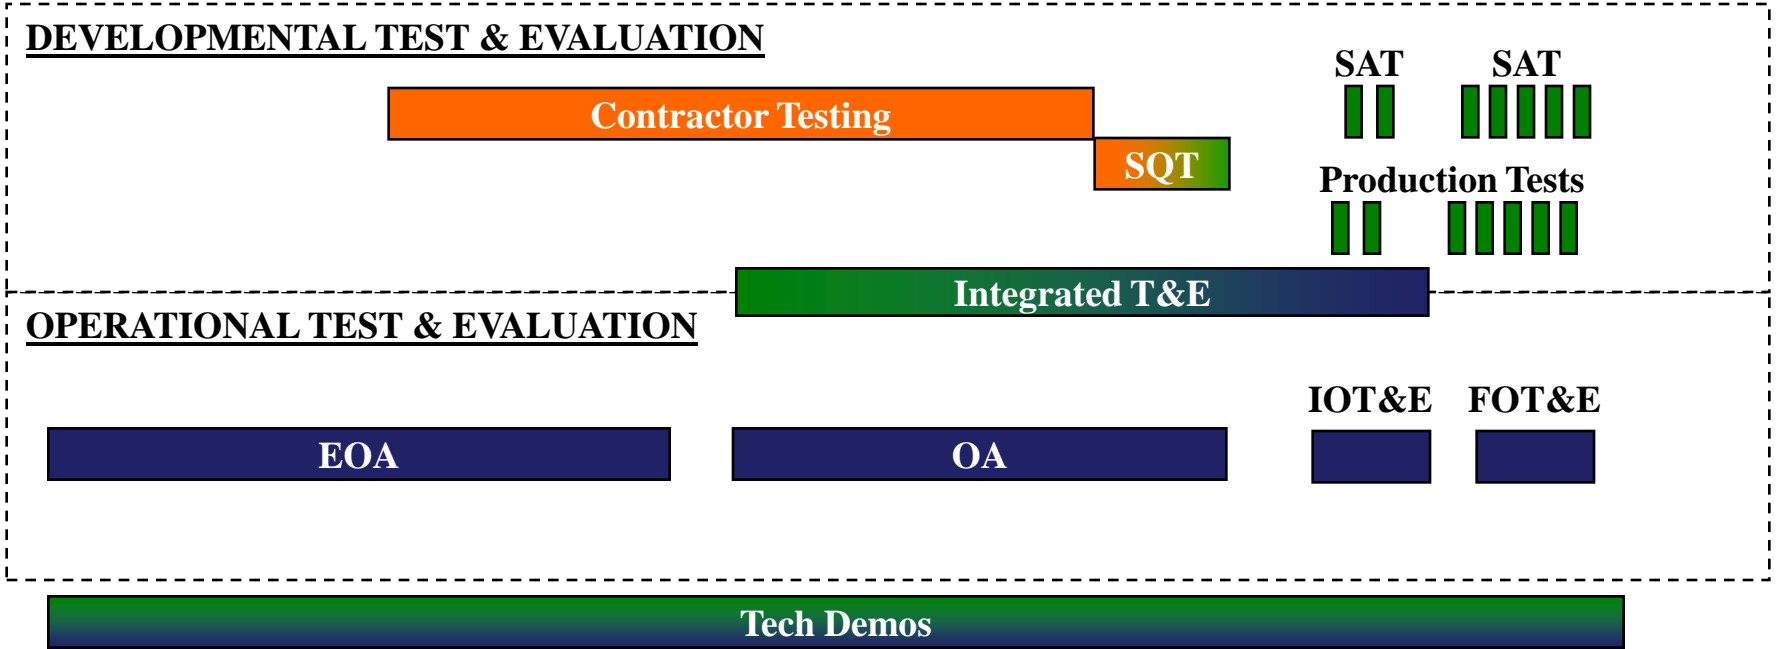 DEVELOPMENTAL TEST & EVALUATION
SAT SAT
Contractor Testing
SQT
Production Tests
Integrated T&E
OPERATIONAL TEST & EVALUATION
IOT&E FOT&E
EOA OA
Tech Demos